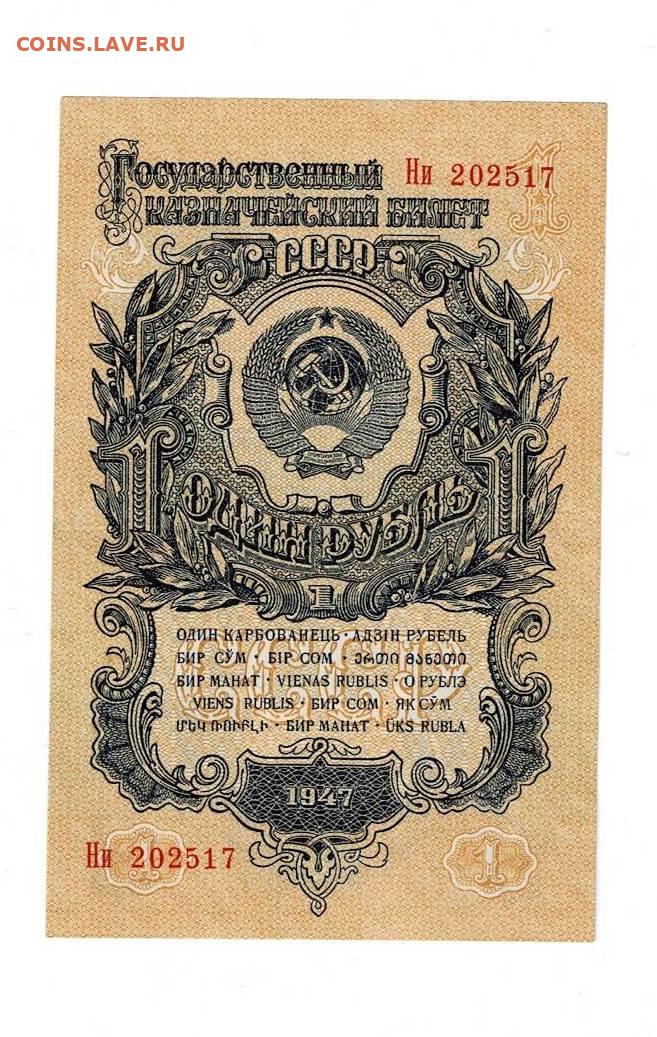 COINS.LAVE.RU
Государственный Ни 202517
казначейский билет
СССР
1 1
ОДИН РУБЛЬ
1
ОДИН КАРБОВАНЕЦЬ · АДЗІН РУБЕЛЬ
БИР СЎМ · БІР СОМ · ერთი მანეთი
БИР МАНАТ · VIENAS RUBLIS · О РУБЛЭ
VIENS RUBLIS · БИР СОМ · ЯК СЎМ
ՄԵԿ ՌՈՒԲԼԻ · БИР МАНАТ · ÜKS RUBLA
СССР
1947
Ни 202517 1